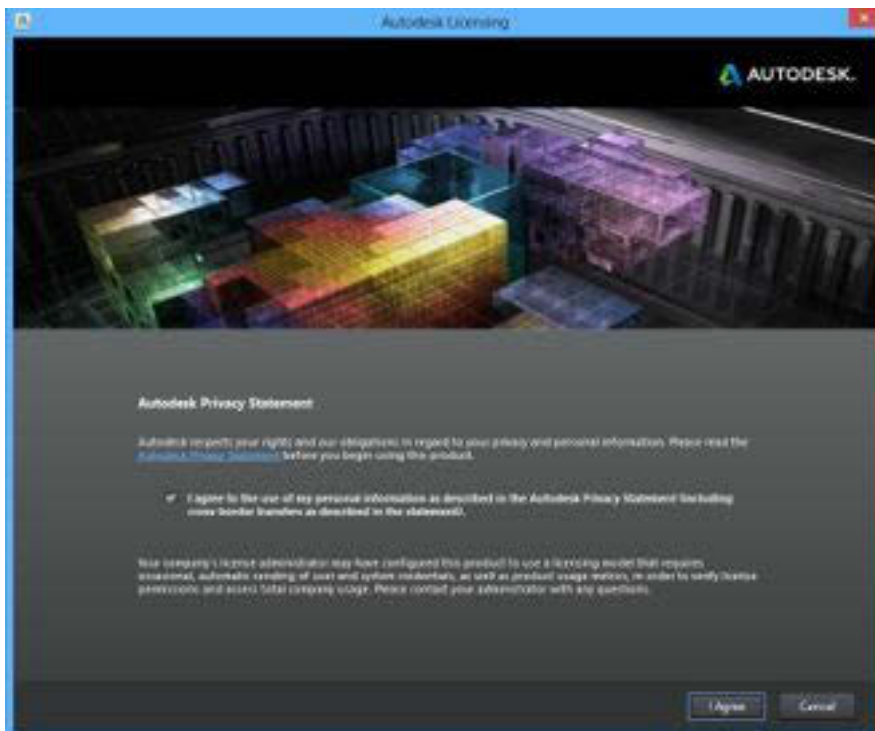 Autodesk Licensing
AUTODESK.
Autodesk Privacy Statement
Autodesk respects your rights and our obligations in regard to your privacy and personal information. Please read the
Autodesk Privacy Statement before you begin using this product.
✓ I agree to the use of my personal information as described in the Autodesk Privacy Statement (including
cross-border transfers as described in the statement).
Your company's license administrator may have configured this product to use a licensing model that requires
occasional, automatic sending of user and system credentials, as well as product usage metrics, in order to verify license
permissions and assess total company usage. Please contact your administrator with any questions.
I Agree
Cancel